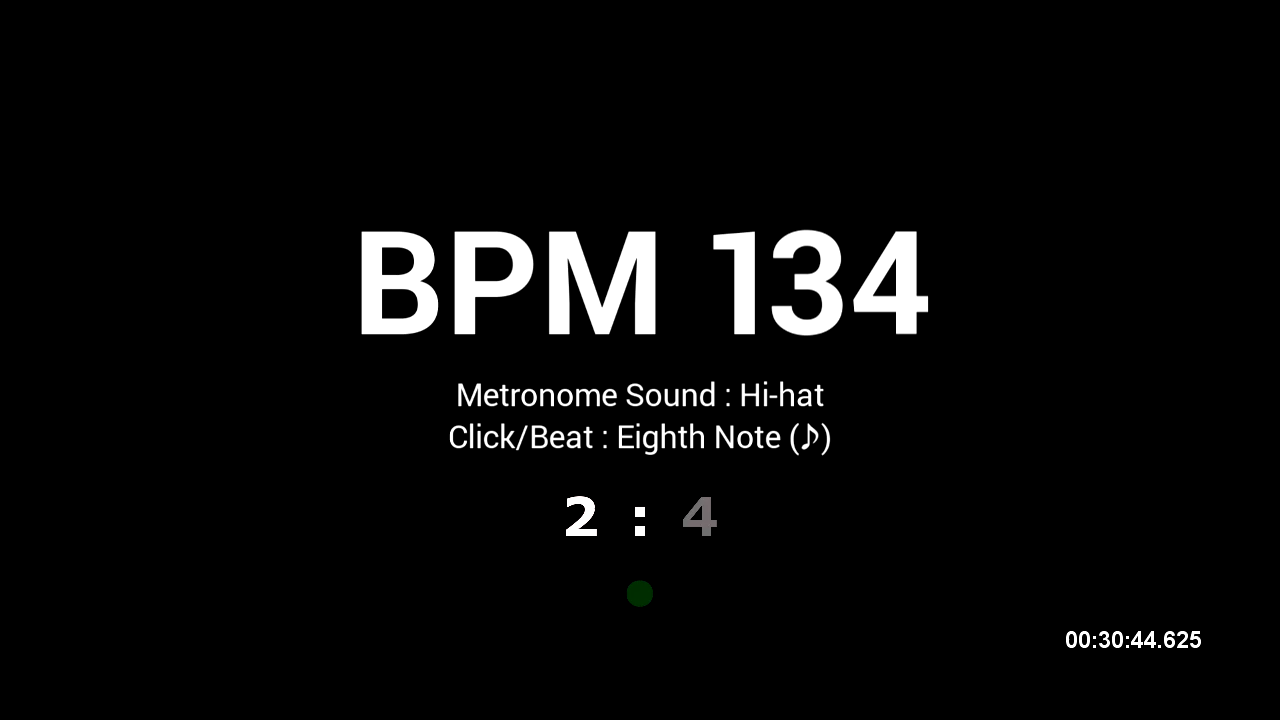 BPM 134
Metronome Sound : Hi-hat
Click/Beat : Eighth Note (♪)
2 : 4
00:30:44.625